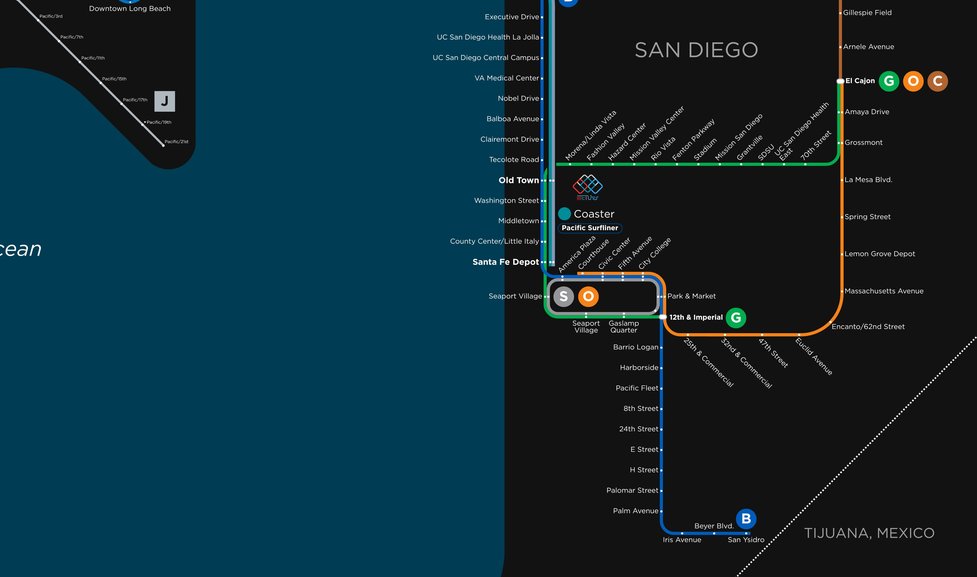 Downtown Long Beach
Pacific/3rd
Pacific/7th
Pacific/11th
Pacific/15th
Pacific/17th
Pacific/19th
Pacific/21st
J
cean
B
Executive Drive
UC San Diego Health La Jolla
UC San Diego Central Campus
VA Medical Center
Nobel Drive
Balboa Avenue
Clairemont Drive
Tecolote Road
Old Town
Washington Street
Middletown
County Center/Little Italy
Santa Fe Depot
Seaport Village
SAN DIEGO
Morena/Linda Vista
Fashion Valley
Hazard Center
Mission Valley Center
Rio Vista
Fenton Parkway
Stadium
Mission San Diego
Grantville
SDSU
UC San Diego Health
East
70th Street
Coaster
Pacific Surfliner
America Plaza
Courthouse
Civic Center
Fifth Avenue
City College
S
O
Park & Market
12th & Imperial
G
Seaport
Village
Gaslamp
Quarter
Gillespie Field
Arnele Avenue
El Cajon
G
O
C
Amaya Drive
Grossmont
La Mesa Blvd.
Spring Street
Lemon Grove Depot
Massachusetts Avenue
Encanto/62nd Street
Euclid Avenue
47th Street
32nd & Commercial
25th & Commercial
Barrio Logan
Harborside
Pacific Fleet
8th Street
24th Street
E Street
H Street
Palomar Street
Palm Avenue
Iris Avenue
Beyer Blvd.
San Ysidro
B
TIJUANA, MEXICO